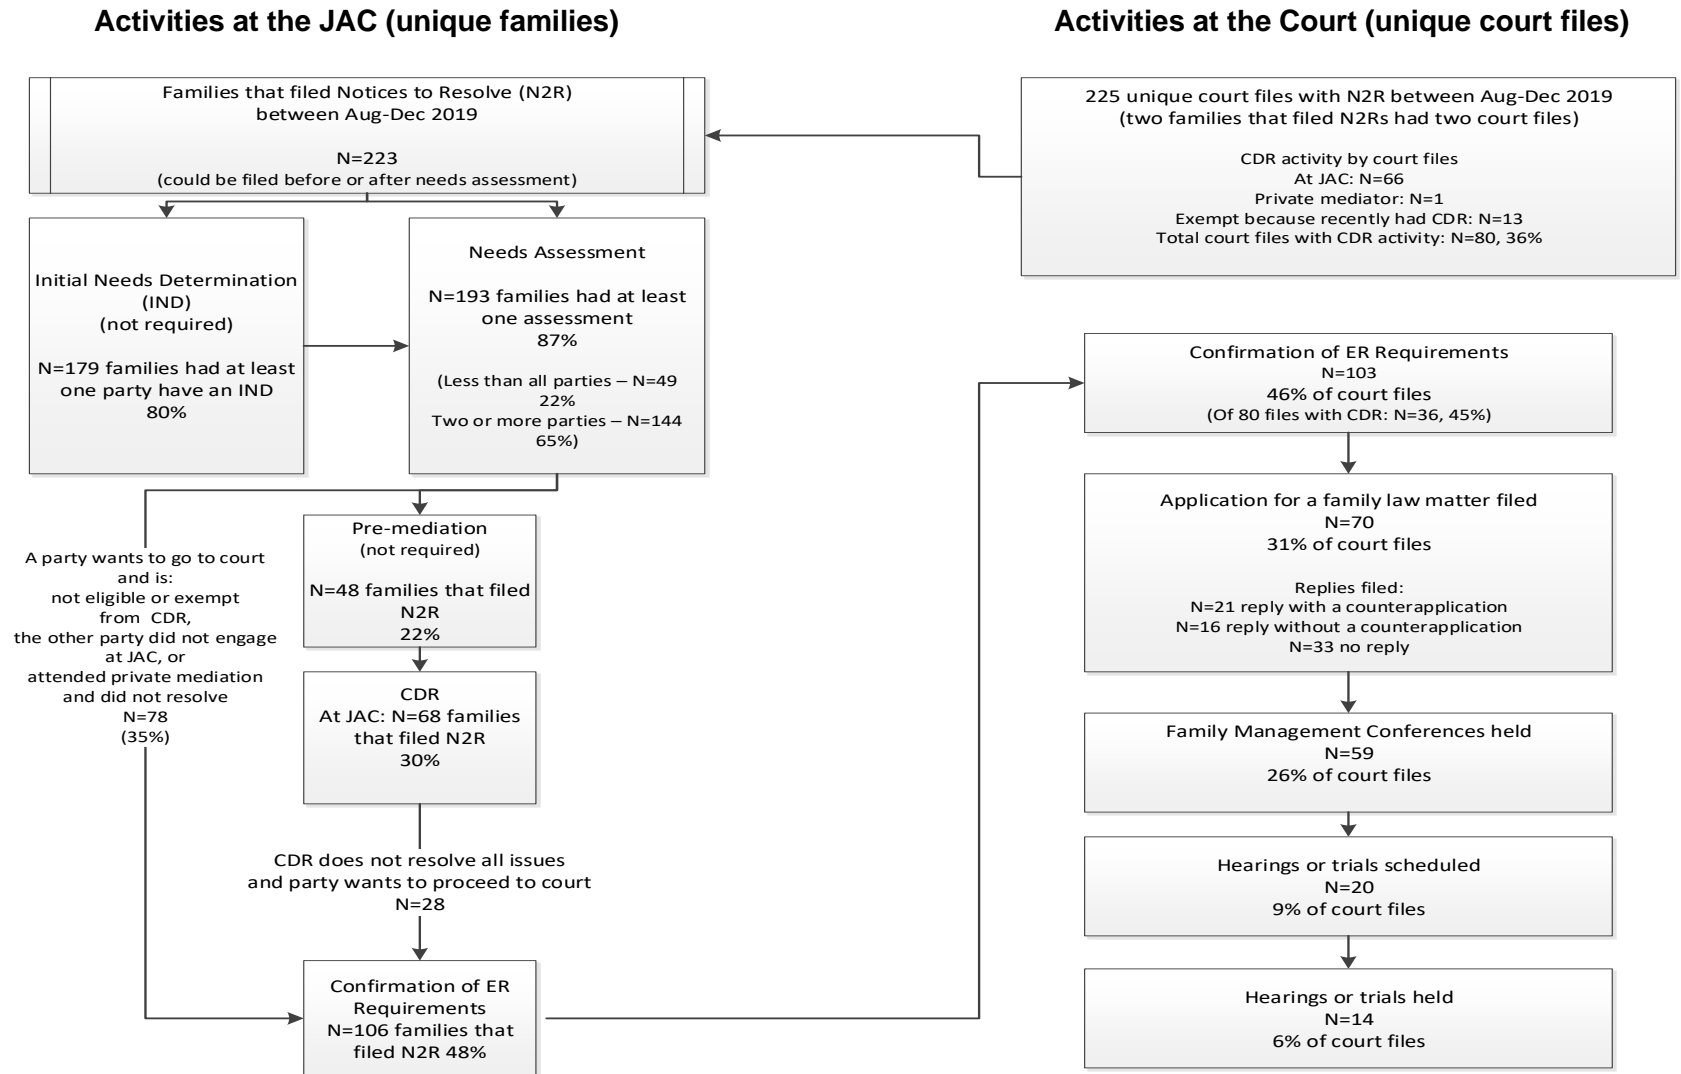 Activities at the JAC (unique families)
Activities at the Court (unique court files)
Families that filed Notices to Resolve (N2R)
between Aug-Dec 2019
N=223
(could be filed before or after needs assessment)
Initial Needs Determination
(IND)
(not required)
N=179 families had at least
one party have an IND
80%
Needs Assessment
N=193 families had at least
one assessment
87%
(Less than all parties – N=49
22%
Two or more parties – N=144
65%)
A party wants to go to court
and is:
not eligible or exempt
from CDR,
the other party did not engage
at JAC, or
attended private mediation
and did not resolve
N=78
(35%)
Pre-mediation
(not required)
N=48 families that filed
N2R
22%
CDR
At JAC: N=68 families
that filed N2R
30%
CDR does not resolve all issues
and party wants to proceed to court
N=28
Confirmation of ER
Requirements
N=106 families that
filed N2R 48%
225 unique court files with N2R between Aug-Dec 2019
(two families that filed N2Rs had two court files)
CDR activity by court files
At JAC: N=66
Private mediator: N=1
Exempt because recently had CDR: N=13
Total court files with CDR activity: N=80, 36%
Confirmation of ER Requirements
N=103
46% of court files
(Of 80 files with CDR: N=36, 45%)
Application for a family law matter filed
N=70
31% of court files
Replies filed:
N=21 reply with a counterapplication
N=16 reply without a counterapplication
N=33 no reply
Family Management Conferences held
N=59
26% of court files
Hearings or trials scheduled
N=20
9% of court files
Hearings or trials held
N=14
6% of court files